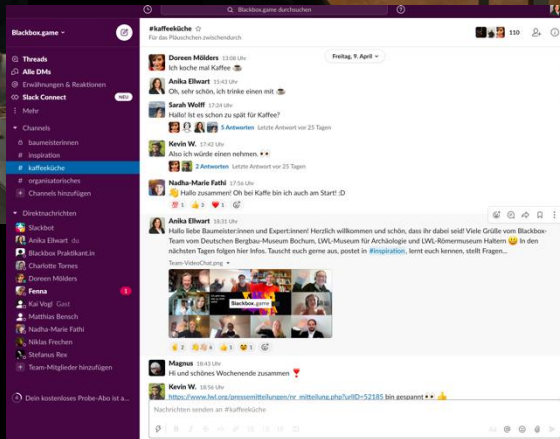 Blackbox.game durchsuchen
Blackbox.game
Threads
Alle DMs
Erwähnungen & Reaktionen
Slack Connect
NEU
Mehr
Channels
baumeisterinnen
# inspiration
# kaffeeküche
# organisatorisches
Channels hinzufügen
Direktnachrichten
Slackbot
Anika Ellwart du
Blackbox Praktikant.in
Charlotte Tornes
Doreen Mölders
Fenna
1
Kai Vogl Gast
Matthias Bensch
Nadha-Marie Fathi
Niklas Frechen
Stefanus Rex
Team-Mitglieder hinzufügen
Dein kostenloses Probe-Abo ist a...
#kaffeeküche
Für das Pläuschchen zwischendurch
110
Freitag, 9. April
Doreen Mölders 13:08 Uhr
Ich koche mal Kaffee ☕
Anika Ellwart 15:43 Uhr
Oh, sehr schön, ich trinke einen mit ☕
Sarah Wolff 17:24 Uhr
Hallo! Ist es schon zu spät für Kaffee?
5 Antworten Letzte Antwort vor 25 Tagen
Kevin W. 17:42 Uhr
Also ich würde einen nehmen. 👀
2 Antworten Letzte Antwort vor 25 Tagen
Nadha-Marie Fathi 17:56 Uhr
👋 Hallo zusammen! Oh bei Kaffe bin ich auch am Start! :D
1 2 1
Anika Ellwart 18:31 Uhr
Hallo liebe Baumeister:innen und Expert:innen! Herzlich willkommen und schön, dass ihr dabei seid! Viele Grüße vom Blackbox-
Team vom Deutschen Bergbau-Museum Bochum, LWL-Museum für Archäologie und LWL-Römermuseum Haltern 😀 In den
nächsten Tagen folgen hier Infos. Tauscht euch gerne aus, postet in #inspiration, lernt euch kennen, stellt Fragen...
Team-VideoChat.png
Blackbox.game
2 6 1 1
Magnus 18:43 Uhr
Hi und schönes Wochenende zusammen ❣️
Kevin W. 18:56 Uhr
https://www.lwl.org/pressemitteilungen/nr_mitteilung.php?urlID=52185 bin gespannt 👀 👍
Nachrichten senden an #kaffeeküche